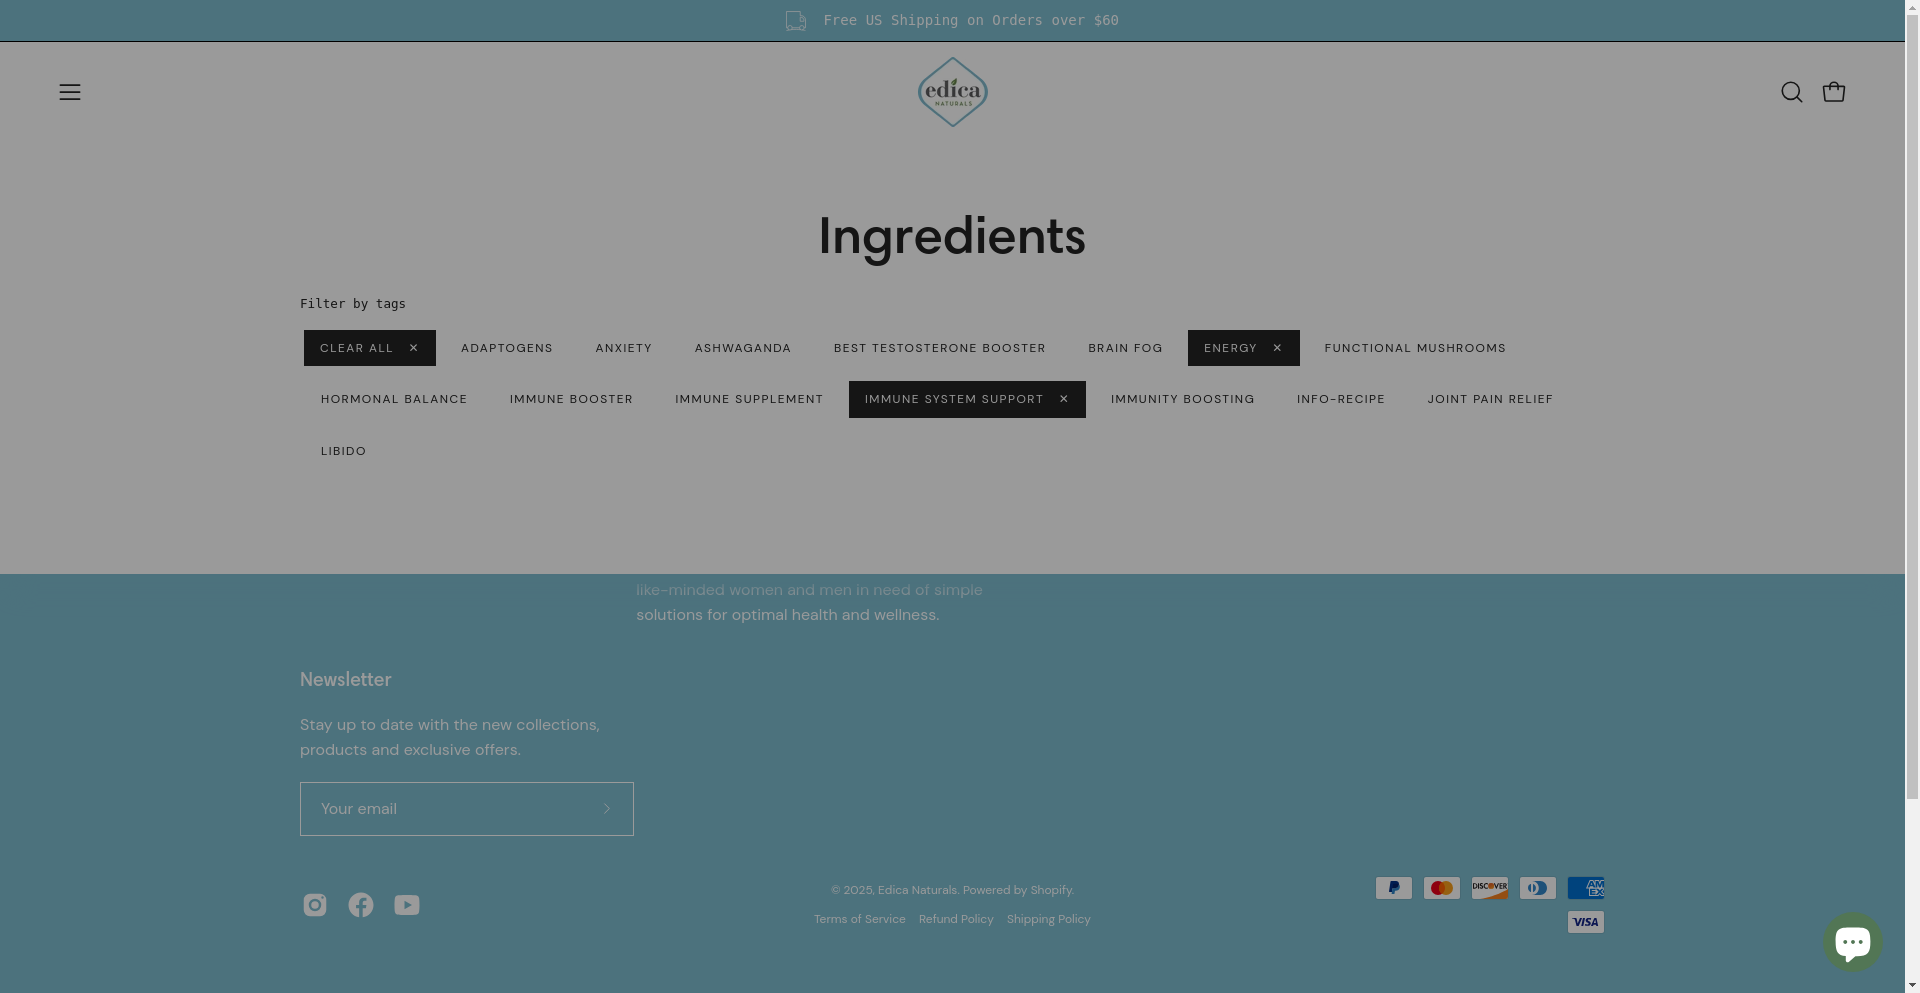 Free US Shipping on Orders over $60
edica
NATURALS
Ingredients
Filter by tags
CLEAR ALL ✕ ADAPTOGENS ANXIETY ASHWAGANDA BEST TESTOSTERONE BOOSTER BRAIN FOG ENERGY ✕ FUNCTIONAL MUSHROOMS
HORMONAL BALANCE IMMUNE BOOSTER IMMUNE SUPPLEMENT IMMUNE SYSTEM SUPPORT ✕ IMMUNITY BOOSTING INFO-RECIPE JOINT PAIN RELIEF
LIBIDO
like-minded women and men in need of simple
solutions for optimal health and wellness.
Newsletter
Stay up to date with the new collections,
products and exclusive offers.
Your email
© 2025, Edica Naturals. Powered by Shopify.
Terms of Service Refund Policy Shipping Policy
DISCOVER
AM
EX
VISA